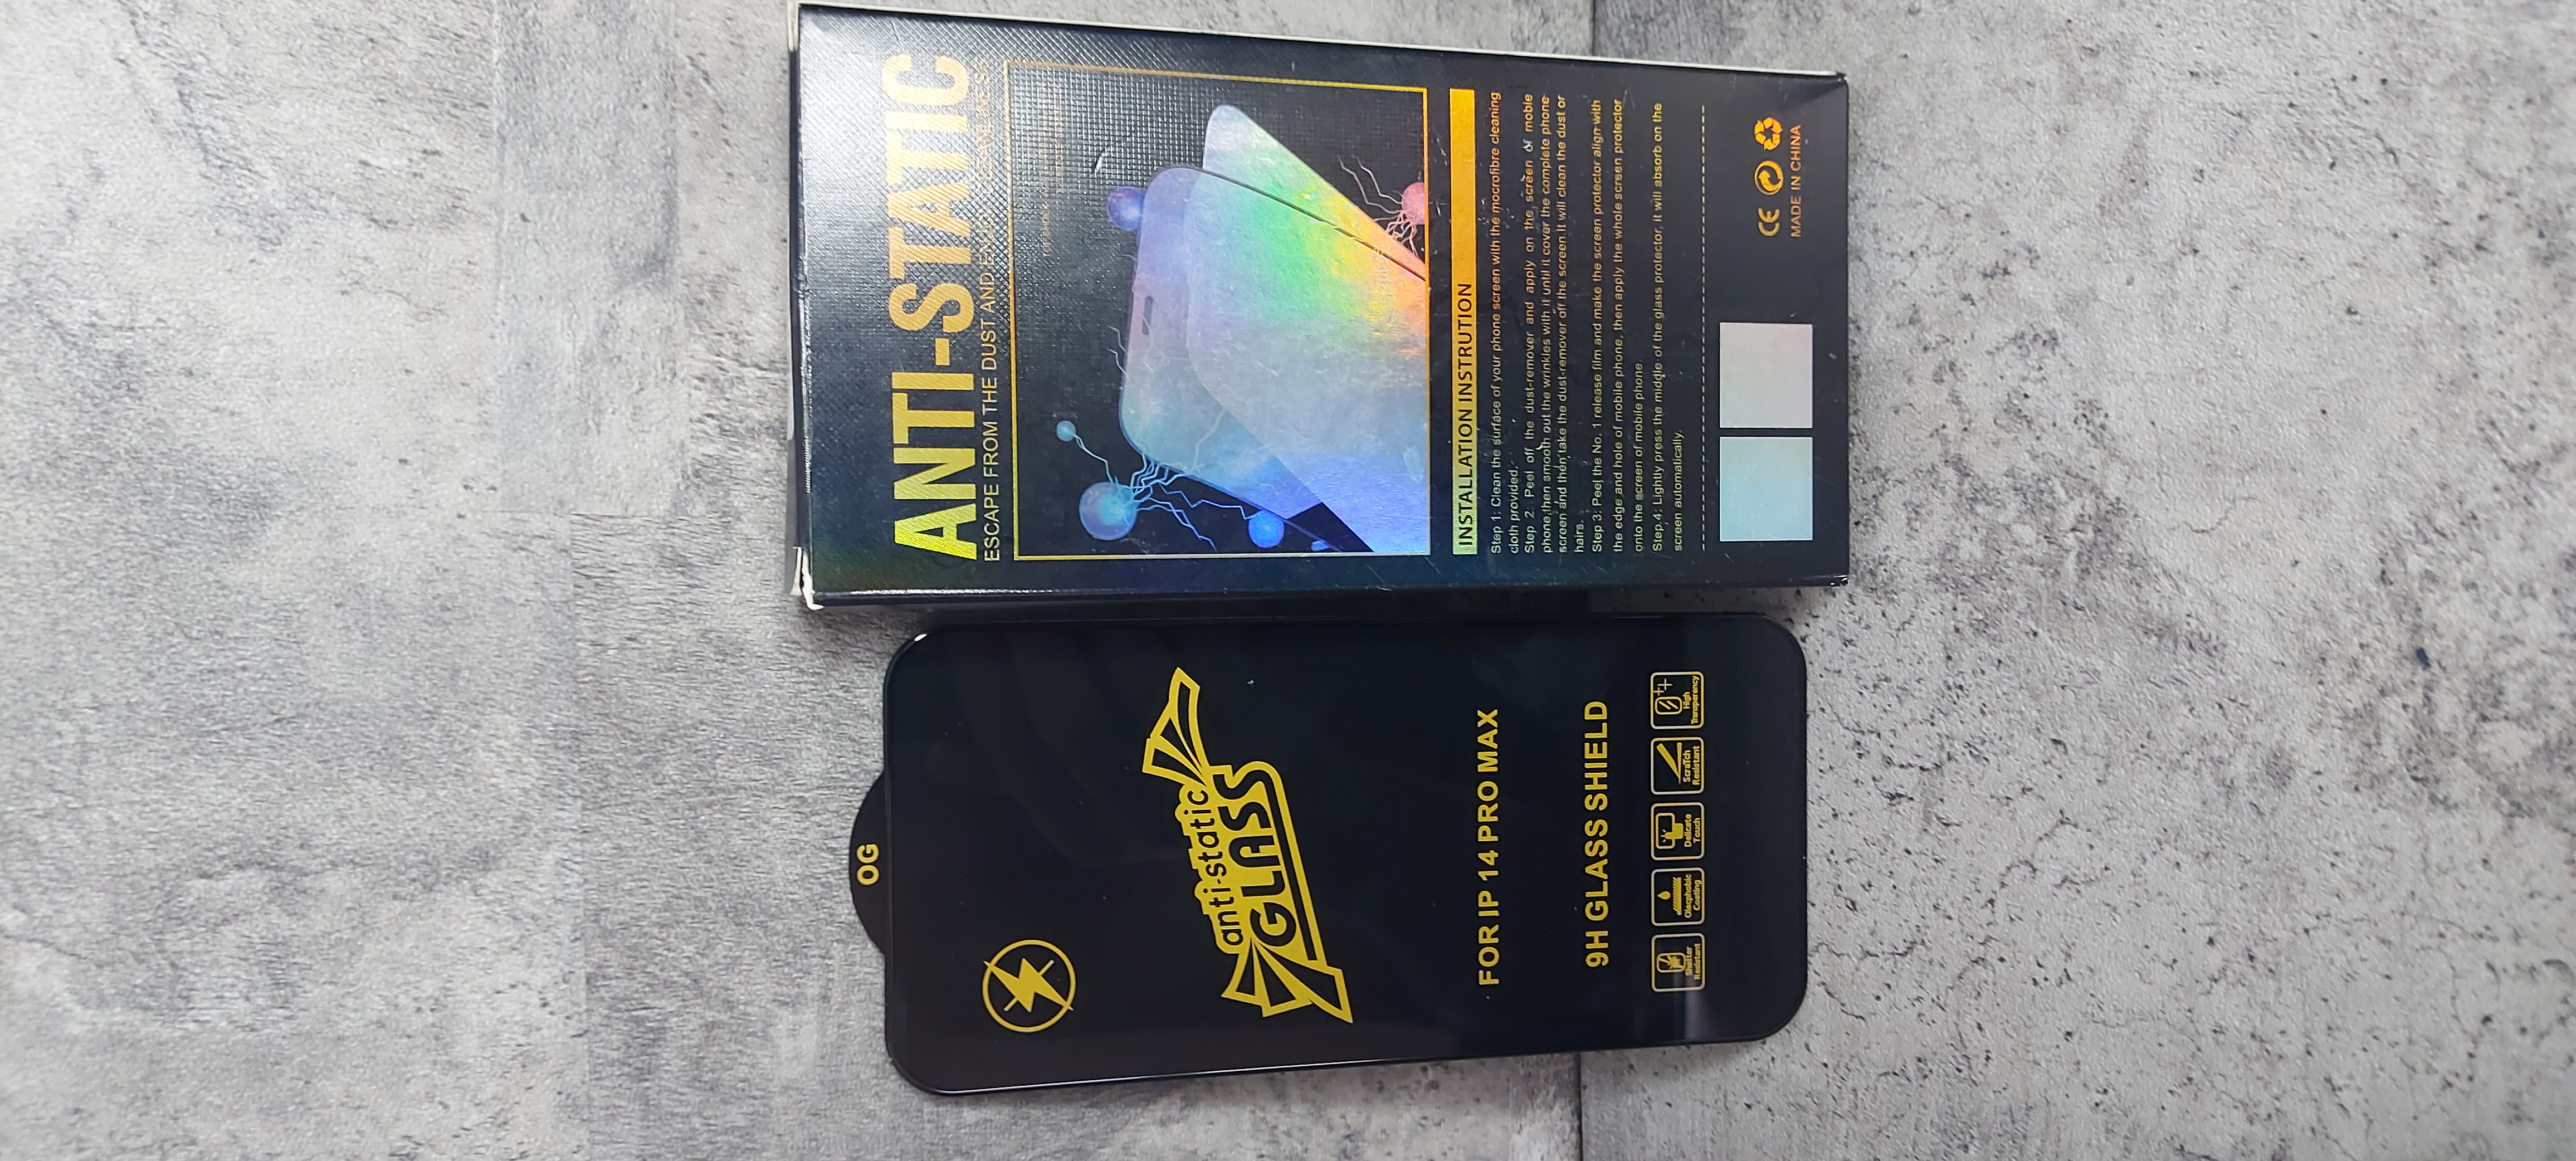 ANTI-STATIC
ESCAPE FROM THE DUST AND
INSTALLATION INSTRUTION
Step 1: Clean the surface of your phone screen with the microfibre cleaning
cloth provided.
Step 2: Peel off the dust-remover and apply on the screen of moble
phone,then smooth out the wrinkles with it until it cover the complete phone
screen and then take the dust-remover off the screen.It will clean the dust or
hairs.
Step 3: Peel the No. 1 release film and make the screen protector align with
the edge and hole of mobile phone, then apply the whole screen protector
onto the screen of mobile phone
Step 4: Lightly press the middle of the glass protector, it will absorb on the
screen automatically.
CE
MADE IN CHINA
OG
anti-static
GLASS
FOR IP 14 PRO MAX
9H GLASS SHIELD
Shatter
Resistant
Oleophobic
Coating
Delicate
Touch
Scratch
Resistant
High
Transparency